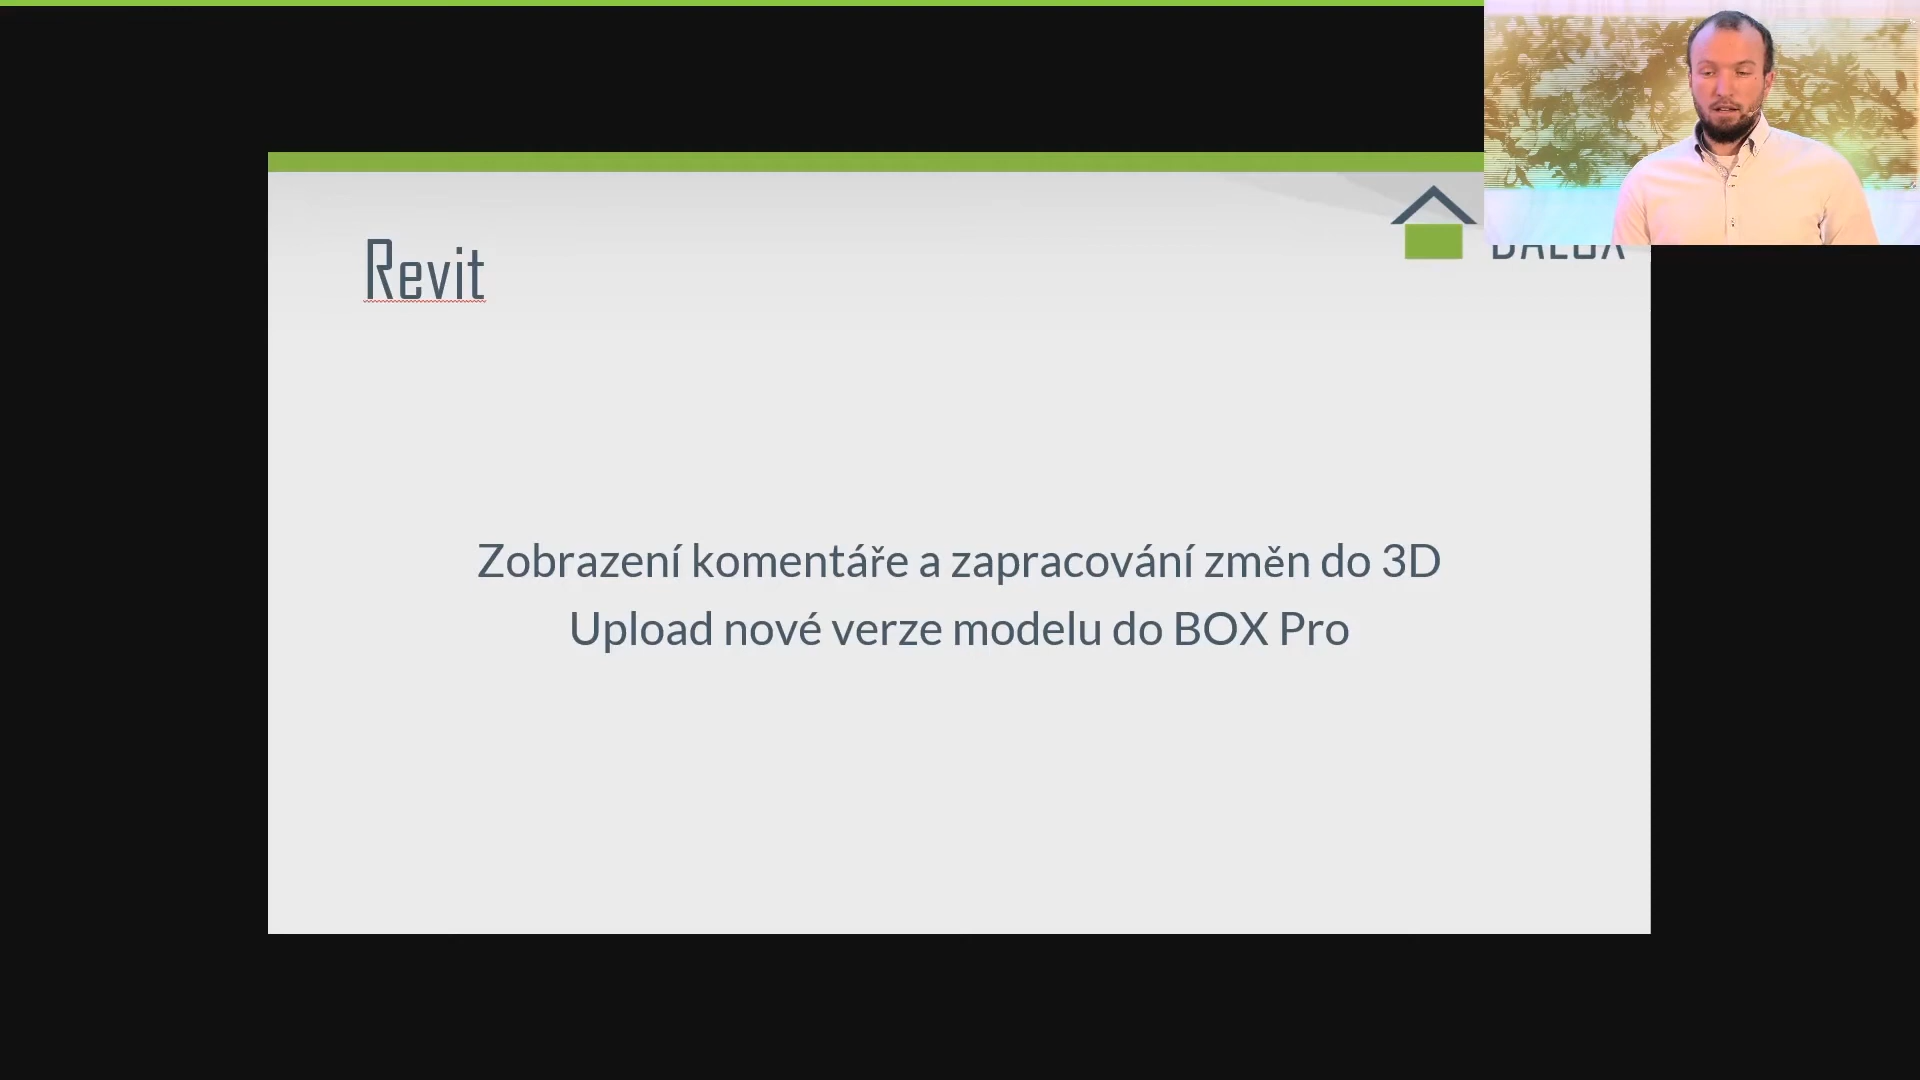 Revit
Zobrazení komentáře a zapracování změn do 3D
Upload nové verze modelu do BOX Pro